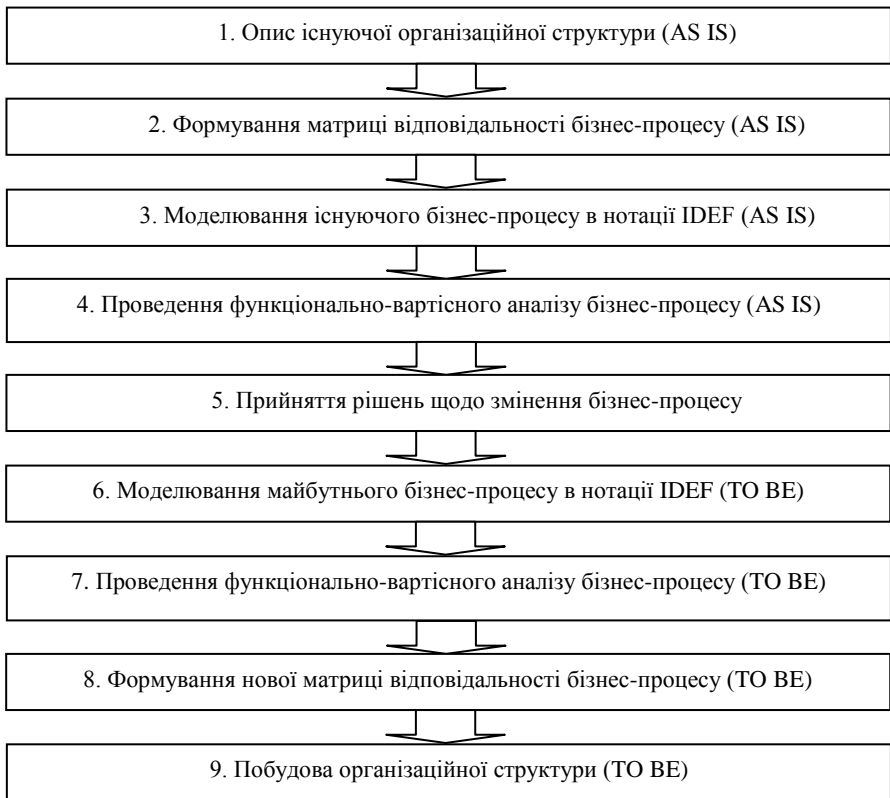 1. Опис існуючої організаційної структури (AS IS)
2. Формування матриці відповідальності бізнес-процесу (AS IS)
3. Моделювання існуючого бізнес-процесу в нотації IDEF (AS IS)
4. Проведення функціонально-вартісного аналізу бізнес-процесу (AS IS)
5. Прийняття рішень щодо змінення бізнес-процесу
6. Моделювання майбутнього бізнес-процесу в нотації IDEF (TO BE)
7. Проведення функціонально-вартісного аналізу бізнес-процесу (TO BE)
8. Формування нової матриці відповідальності бізнес-процесу (TO BE)
9. Побудова організаційної структури (TO BE)